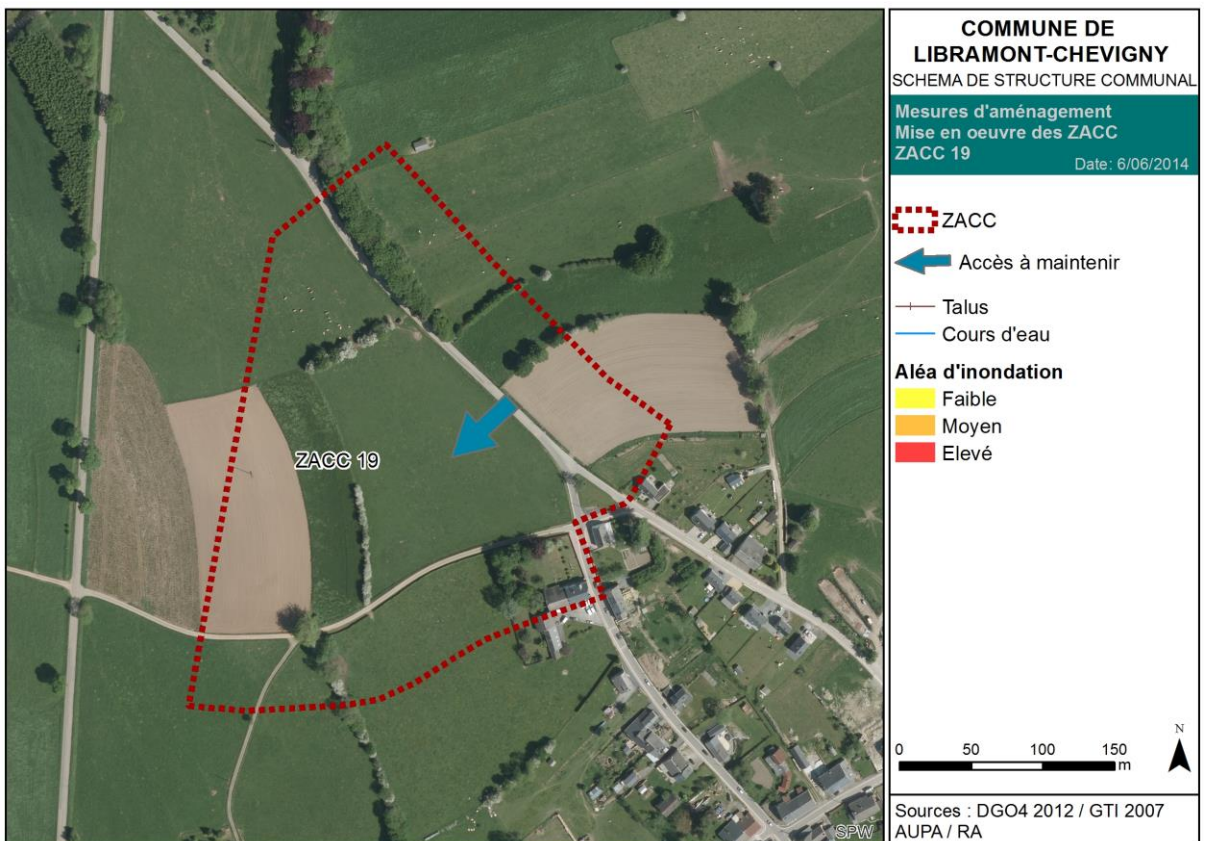 COMMUNE DE
LIBRAMONT-CHEVIGNY
SCHEMA DE STRUCTURE COMMUNAL
Mesures d'aménagement
Mise en oeuvre des ZACC
ZACC 19
Date: 6/06/2014
ZACC
Accès à maintenir
Talus
Cours d'eau
Aléa d'inondation
Faible
Moyen
Elevé
ZACC 19
N
0 50 100 150
m
Sources : DGO4 2012 / GTI 2007
AUPA / RA
SPW